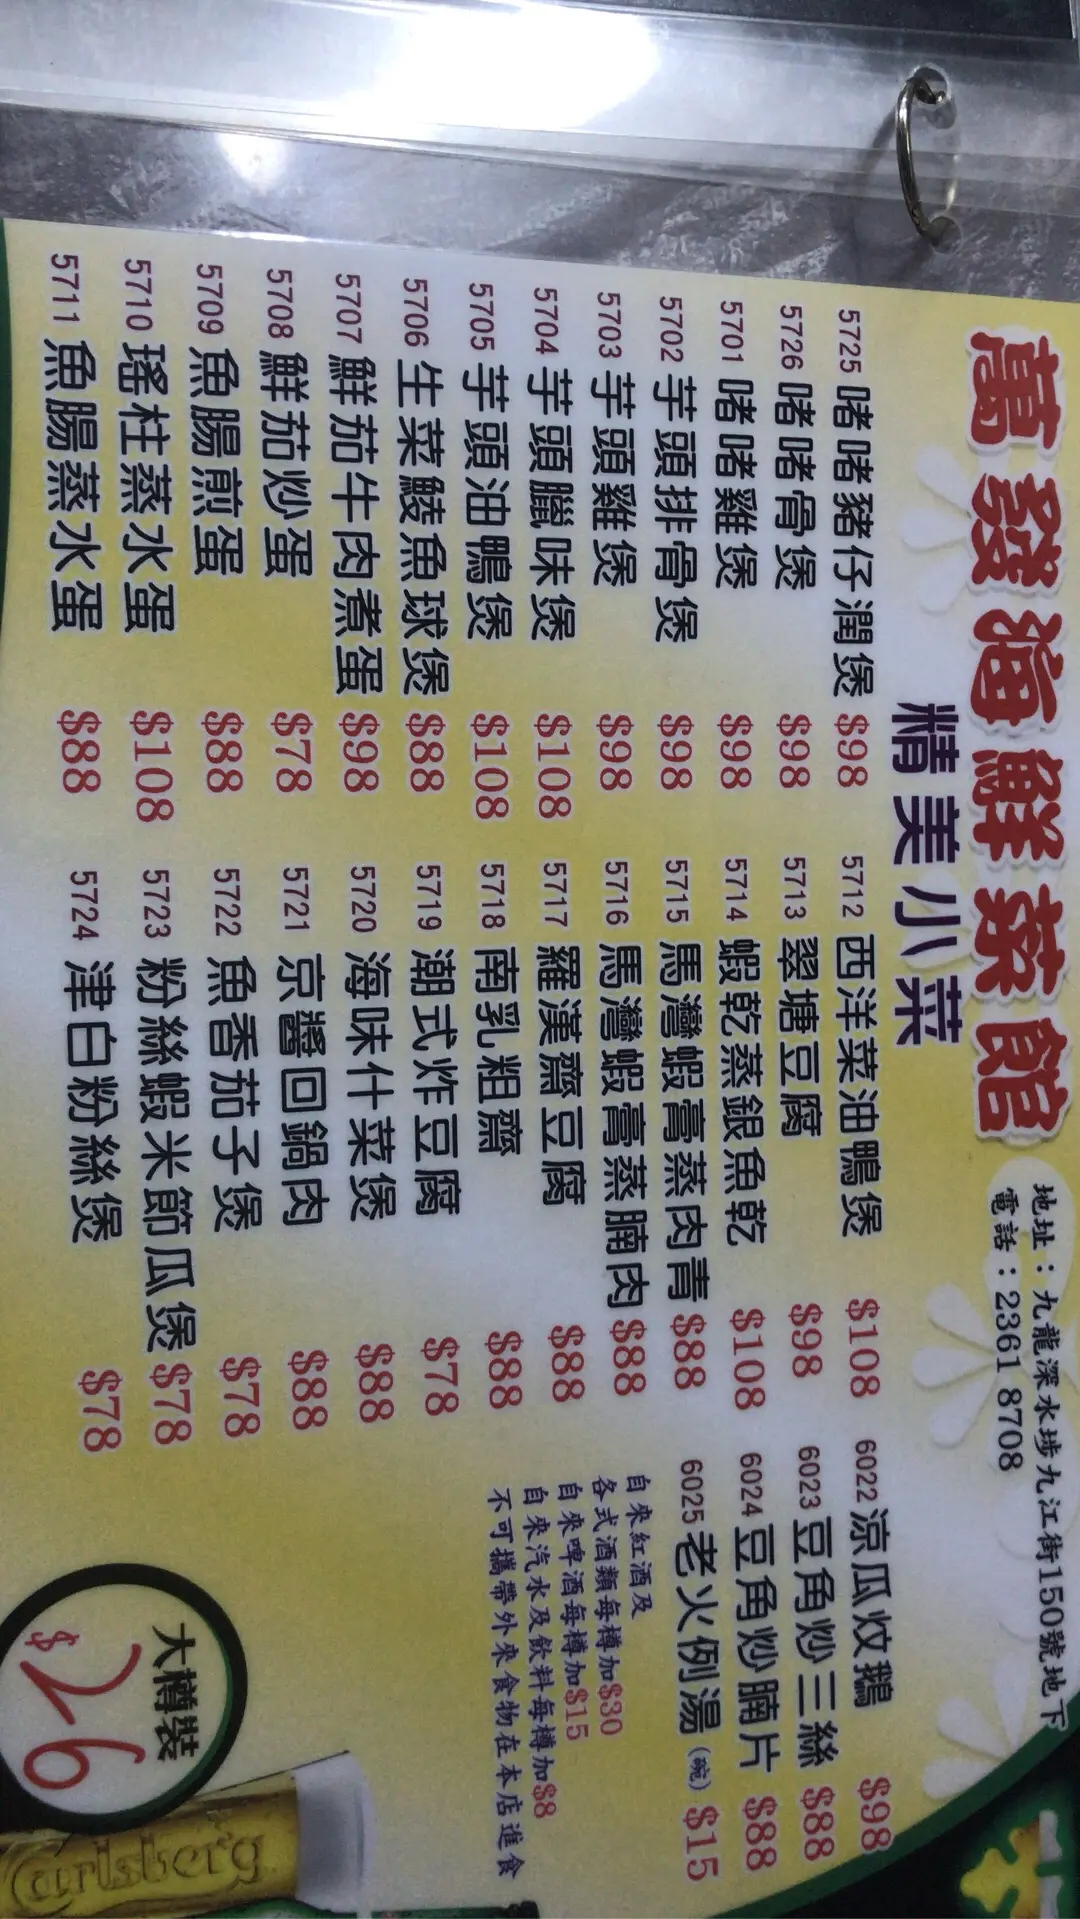 萬發海鮮菜館
精美小菜
地址：九龍深水埗九江街150號地下
電話：2361 8708
5725 啫啫豬仔潤煲 $98
5726 啫啫骨煲 $98
5701 啫啫雞煲 $98
5702 芋頭排骨煲 $98
5703 芋頭雞煲 $98
5704 芋頭臘味煲 $108
5705 芋頭油鴨煲 $108
5706 生菜鯪魚球煲 $88
5707 鮮茄牛肉煮蛋 $98
5708 鮮茄炒蛋 $78
5709 魚腸煎蛋 $88
5710 瑤柱蒸水蛋 $108
5711 魚腸蒸水蛋 $88
5712 西洋菜油鴨煲 $108
5713 翠塘豆腐 $98
5714 蝦乾蒸銀魚乾 $108
5715 馬灣蝦膏蒸肉青 $88
5716 馬灣蝦膏蒸腩肉 $88
5717 羅漢齋豆腐 $88
5718 南乳粗齋 $88
5719 潮式炸豆腐 $78
5720 海味什菜煲 $88
5721 京醬回鍋肉 $88
5722 魚香茄子煲 $78
5723 粉絲蝦米節瓜煲 $78
5724 津白粉絲煲 $78
6022 涼瓜炆鵝 $98
6023 豆角炒三絲 $88
6024 豆角炒腩片 $88
6025 老火例湯(碗) $15
自來紅酒及
各式酒類每樽加$30
自來啤酒每樽加$15
自來汽水及飲料每樽加$8
不可攜帶外來食物在本店進食
大樽裝
$26
Carlsberg